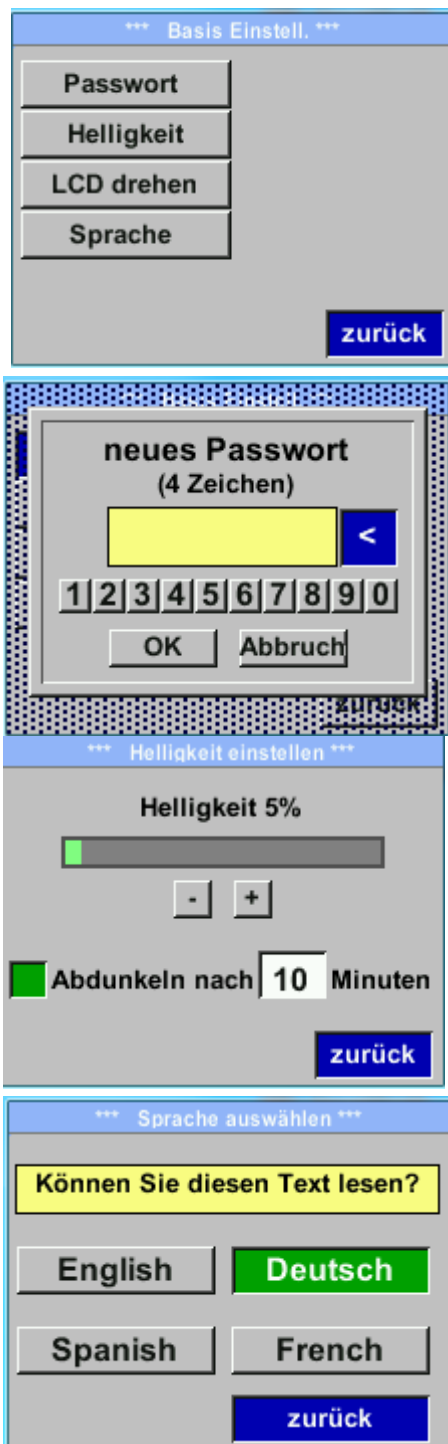 *** Basis Einstell. ***
Passwort
Helligkeit
LCD drehen
Sprache
zurück
neues Passwort
(4 Zeichen)
<
1 2 3 4 5 6 7 8 9 0
OK Abbruch
zurück
*** Helligkeit einstellen ***
Helligkeit 5%
- +
Abdunkeln nach 10 Minuten
zurück
*** Sprache auswählen ***
Können Sie diesen Text lesen?
English Deutsch
Spanish French
zurück